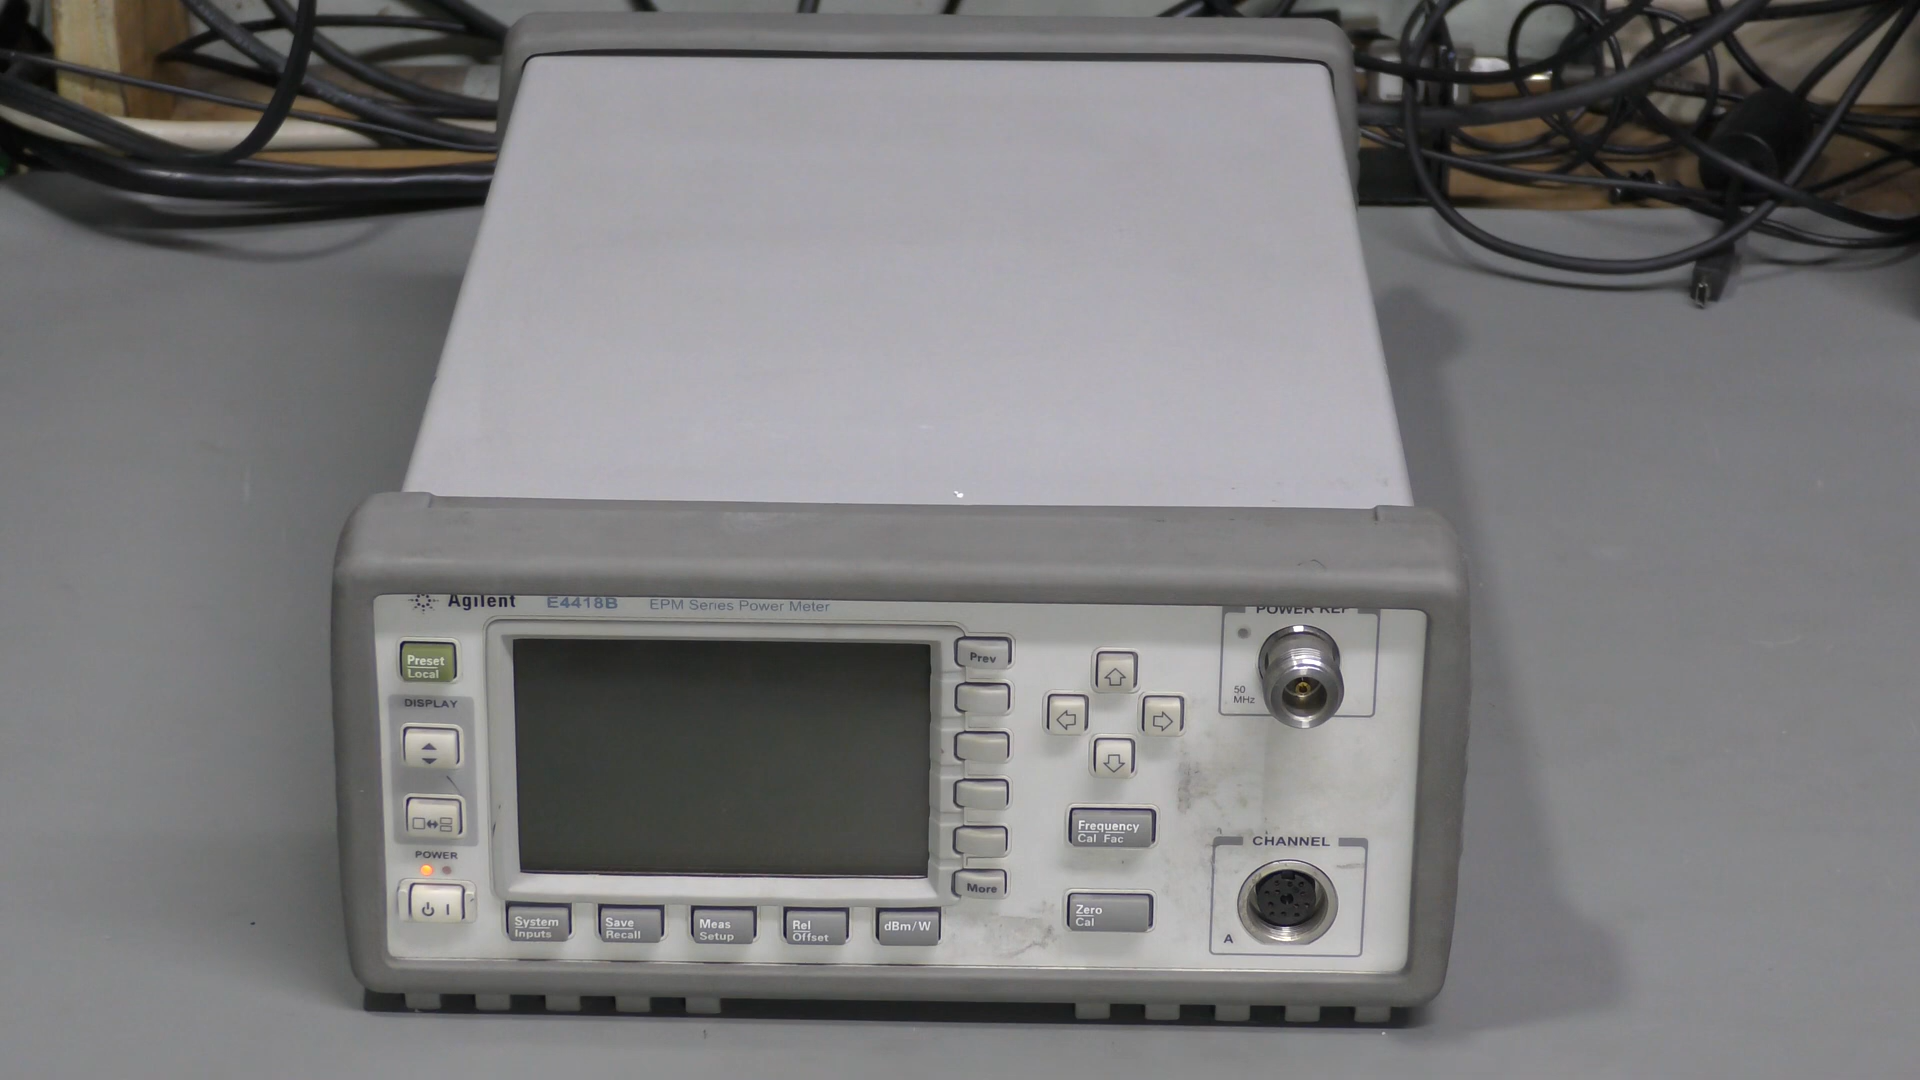 Agilent E4418B EPM Series Power Meter
POWER REF
Preset
Local
Prev
DISPLAY
50
MHz
Frequency
Cal Fac
CHANNEL
POWER
More
System
Inputs
Save
Recall
Meas
Setup
Rel
Offset
dBm/W
Zero
Cal
A